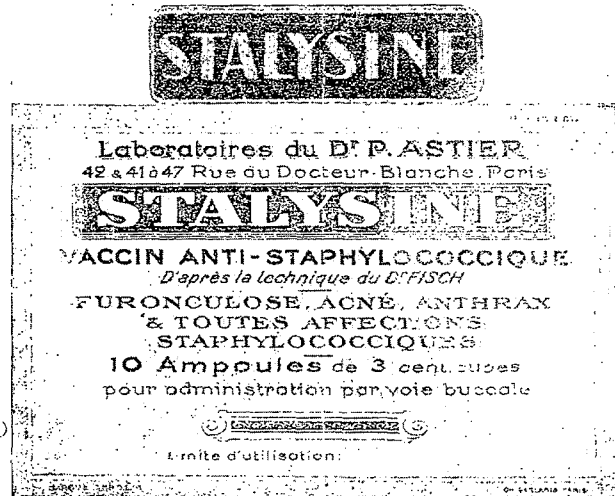 STALYSINE
Laboratoires du Dr P. ASTIER
42 & 41 à 47 Rue du Docteur-Blanche, Paris
STALYSINE
VACCIN ANTI-STAPHYLOCOCCIQUE
D'après la technique du Dr FISCH
FURONCULOSE, ACNÉ, ANTHRAX
& TOUTES AFFECTIONS
STAPHYLOCOCCIQUES
10 Ampoules de 3 cent. cubes
pour administration par voie buccale
Limite d'utilisation: